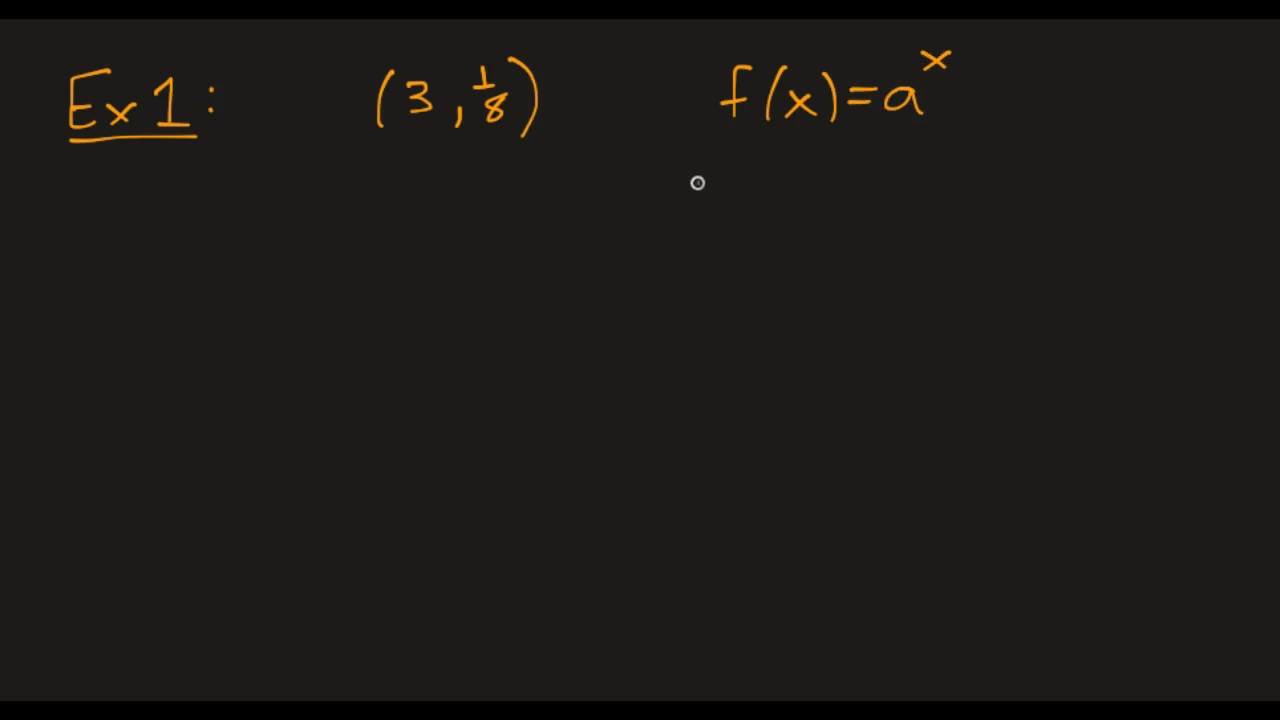 Ex 1: (3, 1/8) f(x)=a^x